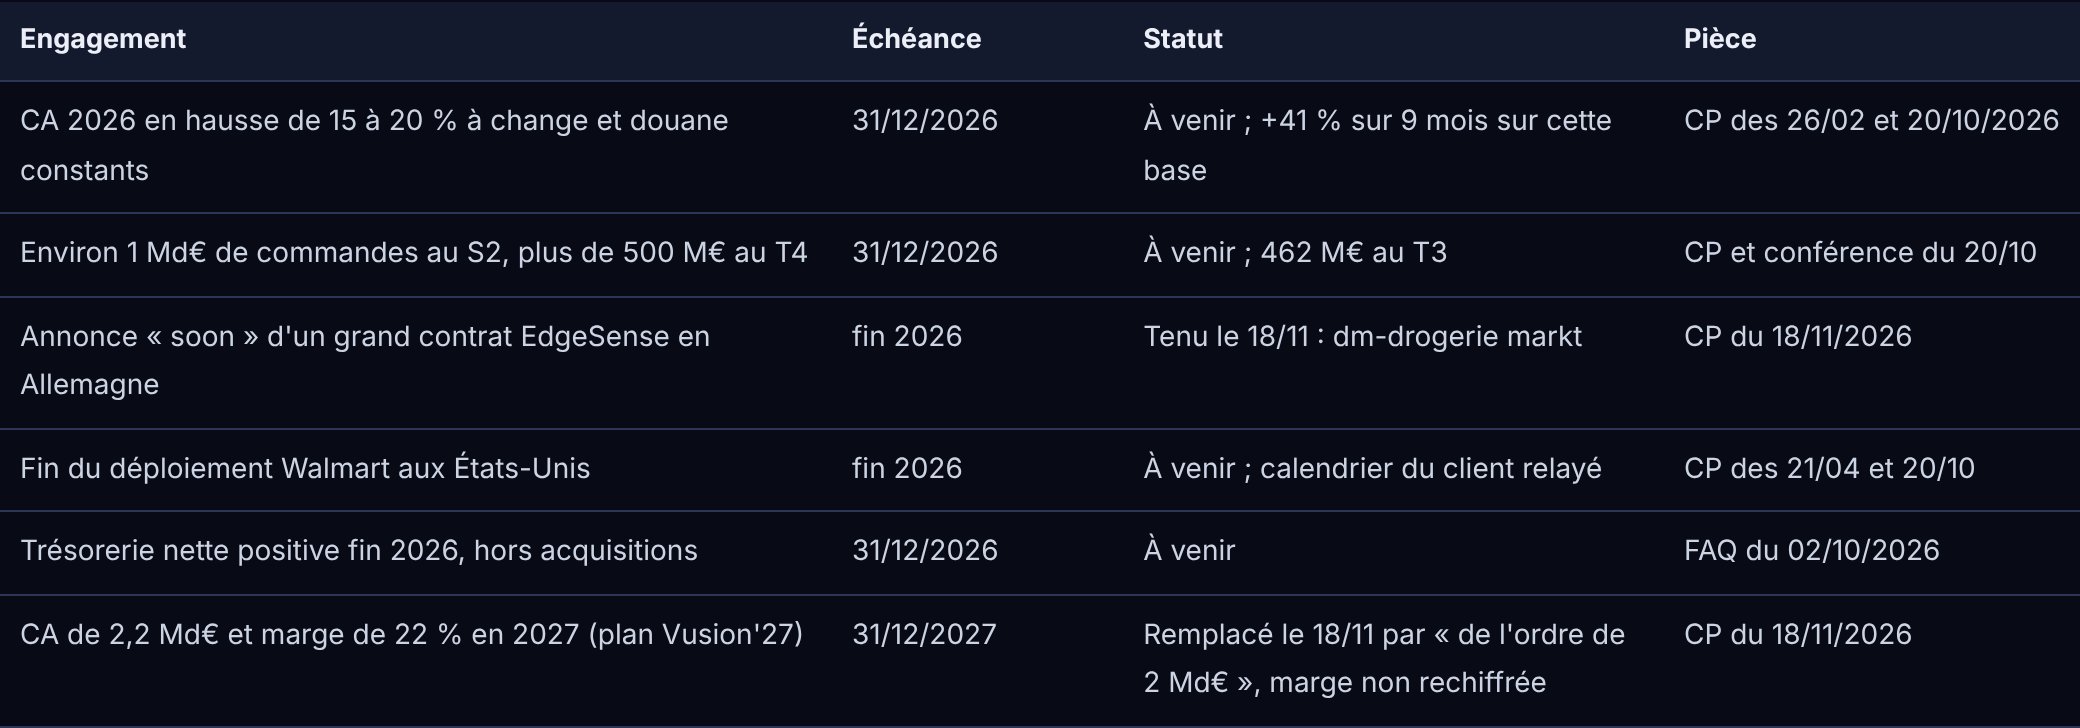 Engagement Échéance Statut Pièce
CA 2026 en hausse de 15 à 20 % à change et douane 31/12/2026 À venir ; +41 % sur 9 mois sur cette CP des 26/02 et 20/10/2026
constants base
Environ 1 Md€ de commandes au S2, plus de 500 M€ au T4 31/12/2026 À venir ; 462 M€ au T3 CP et conférence du 20/10
Annonce « soon » d'un grand contrat EdgeSense en fin 2026 Tenu le 18/11 : dm-drogerie markt CP du 18/11/2026
Allemagne
Fin du déploiement Walmart aux États-Unis fin 2026 À venir ; calendrier du client relayé CP des 21/04 et 20/10
Trésorerie nette positive fin 2026, hors acquisitions 31/12/2026 À venir FAQ du 02/10/2026
CA de 2,2 Md€ et marge de 22 % en 2027 (plan Vusion'27) 31/12/2027 Remplacé le 18/11 par « de l'ordre de CP du 18/11/2026
2 Md€ », marge non rechiffrée